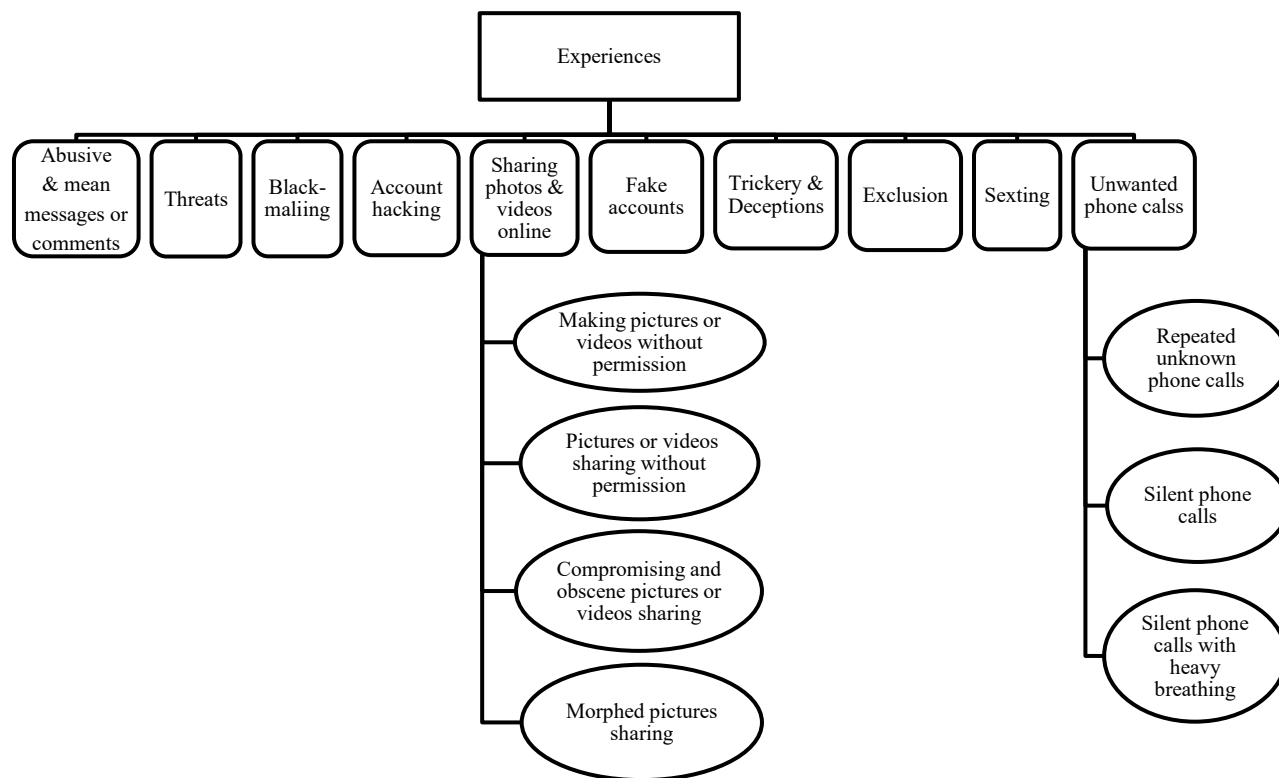 Experiences
Abusive
& mean
messages or
comments
Threats
Black-
maliing
Account
hacking
Sharing
photos &
videos
online
Fake
accounts
Trickery &
Deceptions
Exclusion
Sexting
Unwanted
phone calss
Making pictures or
videos without
permission
Pictures or videos
sharing without
permission
Compromising and
obscene pictures or
videos sharing
Morphed pictures
sharing
Repeated
unknown
phone calls
Silent phone
calls
Silent phone
calls with
heavy
breathing